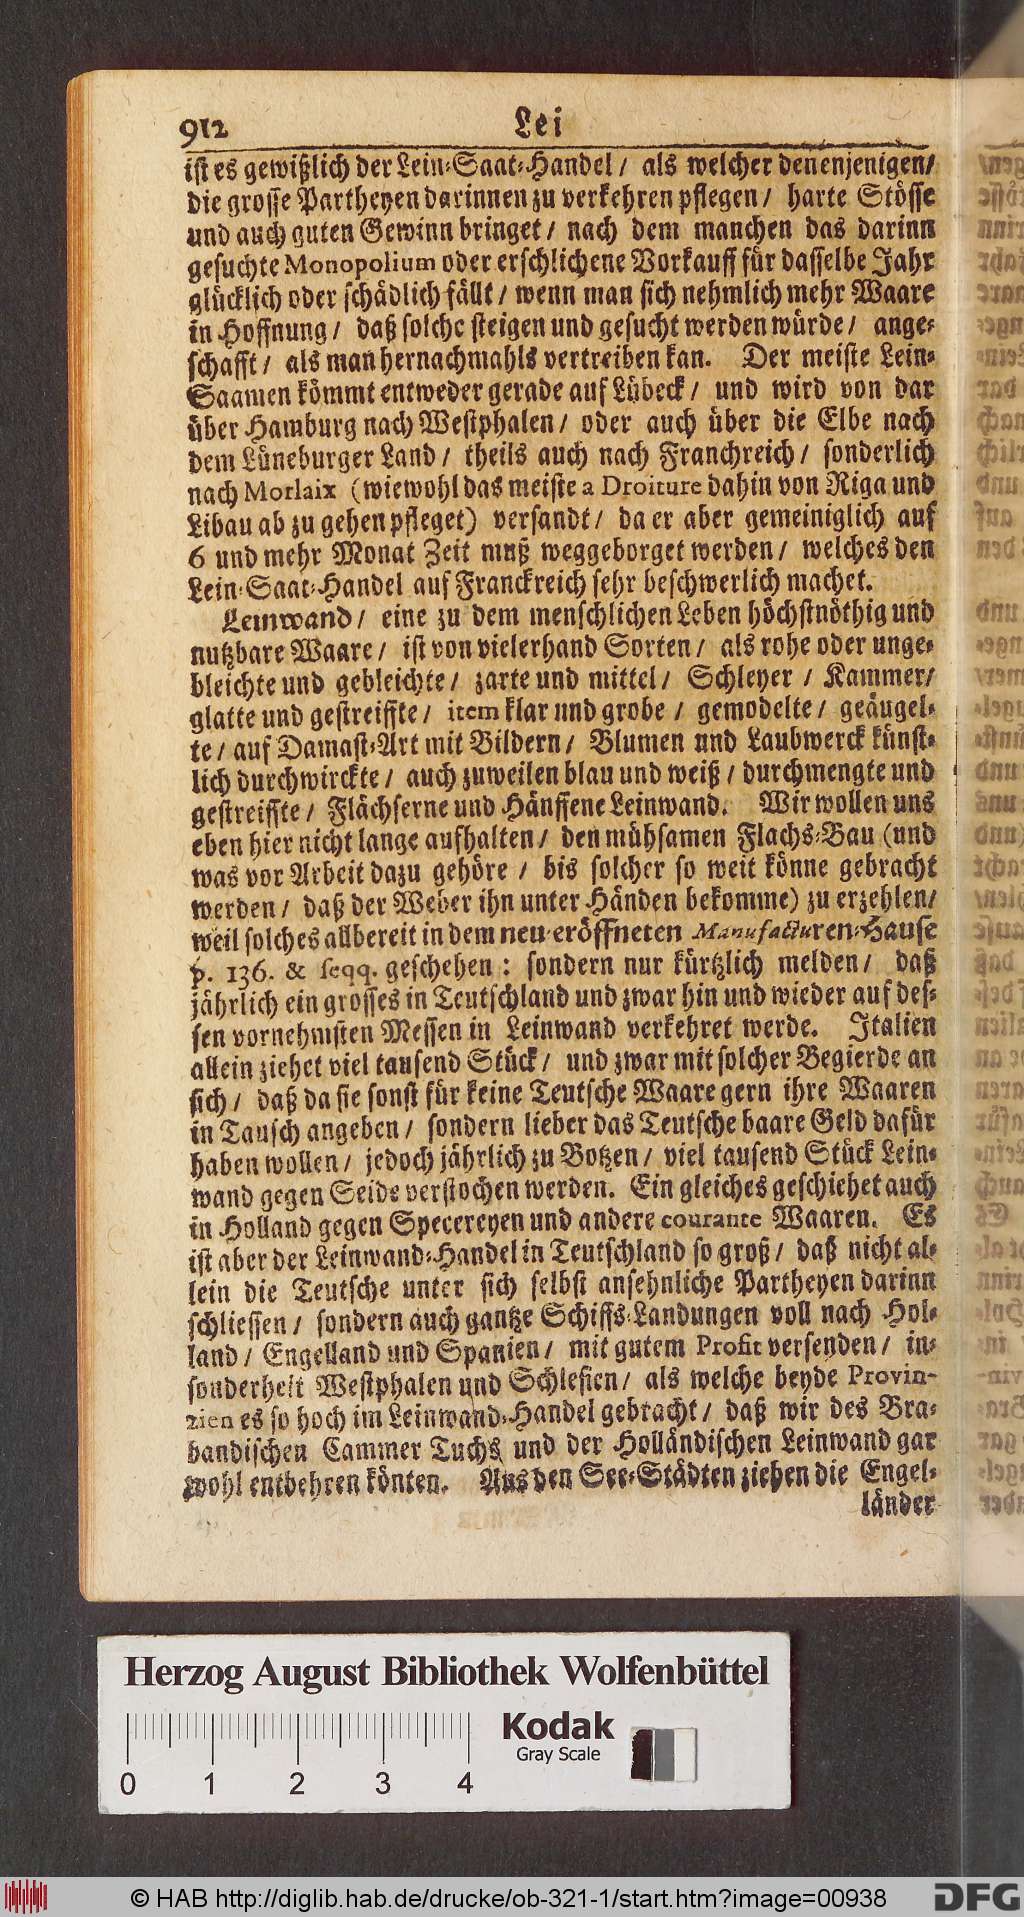 912 Lei
ist es gewißlich der Lein-Saat-Handel / als welcher denenjenigen /
die grosse Partheyen darinnen zu verkehren pflegen / harte Stösse
und auch guten Gewinn bringet / nach dem manchen das darinn
gesuchte Monopolium oder erschlichene Vorkauff für dasselbe Jahr
glücklich oder schädlich fällt / wenn man sich nehmlich mehr Waare
in Hoffnung / daß solche steigen und gesucht werden würde / ange-
schafft / als man hernachmahls vertreiben kan. Der meiste Lein-
Saamen kömmt entweder gerade auf Lübeck / und wird von dar
über Hamburg nach Westphalen / oder auch über die Elbe nach
dem Lüneburger Land / theils auch nach Franchreich / sonderlich
nach Morlaix (wiewohl das meiste a Droiture dahin von Riga und
Libau ab zu gehen pfleget) versandt / da er aber gemeiniglich auf
6 und mehr Monat Zeit muß weggeborget werden / welches den
Lein-Saat-Handel auf Franckreich sehr beschwerlich machet.
Leinwand / eine zu dem menschlichen Leben höchstnöthig und
nutzbare Waare / ist von vielerhand Sorten / als rohe oder unge-
bleichte und gebleichte / zarte und mittel / Schleyer / Kammer /
glatte und gestreiffte / item klar und grobe / gemodelte / geäugel-
te / auf Damast-Art mit Bildern / Blumen und Laubwerck künst-
lich durchwirckte / auch zuweilen blau und weiß / durchmengte und
gestreiffte / Flächserne und Hänffene Leinwand. Wir wollen uns
eben hier nicht lange aufhalten / den mühsamen Flachs-Bau (und
was vor Arbeit dazu gehöre / bis solcher so weit könne gebracht
werden / daß der Weber ihn unter Händen bekomme) zu erzehlen /
weil solches allbereit in dem neu-eröffneten Manufacturen-Hause
p. 136. & seqq. geschehen: sondern nur kürtzlich melden / daß
jährlich ein grosses in Teutschland und zwar hin und wieder auf des-
sen vornehmsten Messen in Leinwand verkehret werde. Italien
allein ziehet viel tausend Stück / und zwar mit solcher Begierde an
sich / daß da sie sonst für keine Teutsche Waare gern ihre Waaren
in Tausch angeben / sondern lieber das Teutsche baare Geld dafür
haben wollen / jedoch jährlich zu Botzen / viel tausend Stück Lein-
wand gegen Seide verstochen werden. Ein gleiches geschiehet auch
in Holland gegen Specereyen und andere courante Waaren. Es
ist aber der Leinwand-Handel in Teutschland so groß / daß nicht al-
lein die Teutsche unter sich selbst ansehnliche Partheyen darinn
schliessen / sondern auch gantze Schiffs-Landungen voll nach Hol-
land / Engelland und Spanien / mit gutem Profit versenden / in-
sonderheit Westphalen und Schlesien / als welche beyde Provin-
zien es so hoch im Leinwand-Handel gebracht / daß wir des Bra-
bandischen Cammer Tuchs und der Holländischen Leinwand gar
wohl entbehren könten. Aus den See-Städten ziehen die Engel-
länder
Herzog August Bibliothek Wolfenbüttel
Kodak
Gray Scale
0 1 2 3 4
© HAB http://diglib.hab.de/drucke/ob-321-1/start.htm?image=00938
DFG